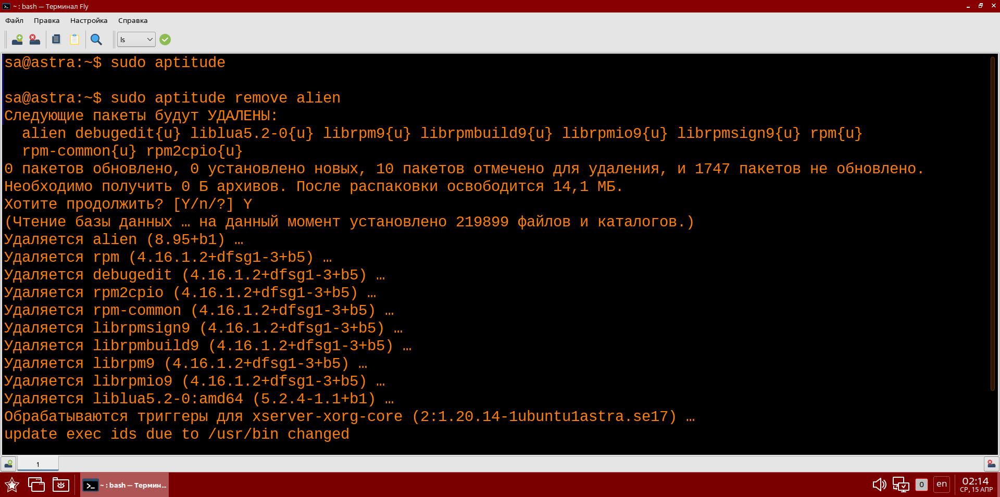 ~ : bash — Терминал Fly
Файл Правка Настройка Справка
ls
sa@astra:~$ sudo aptitude
sa@astra:~$ sudo aptitude remove alien
Следующие пакеты будут УДАЛЕНЫ:
  alien debugedit{u} liblua5.2-0{u} librpm9{u} librpmbuild9{u} librpmio9{u} librpmsign9{u} rpm{u}
  rpm-common{u} rpm2cpio{u}
0 пакетов обновлено, 0 установлено новых, 10 пакетов отмечено для удаления, и 1747 пакетов не обновлено.
Необходимо получить 0 Б архивов. После распаковки освободится 14,1 МБ.
Хотите продолжить? [Y/n/?] Y
(Чтение базы данных … на данный момент установлено 219899 файлов и каталогов.)
Удаляется alien (8.95+b1) …
Удаляется rpm (4.16.1.2+dfsg1-3+b5) …
Удаляется debugedit (4.16.1.2+dfsg1-3+b5) …
Удаляется rpm2cpio (4.16.1.2+dfsg1-3+b5) …
Удаляется rpm-common (4.16.1.2+dfsg1-3+b5) …
Удаляется librpmsign9 (4.16.1.2+dfsg1-3+b5) …
Удаляется librpmbuild9 (4.16.1.2+dfsg1-3+b5) …
Удаляется librpm9 (4.16.1.2+dfsg1-3+b5) …
Удаляется librpmio9 (4.16.1.2+dfsg1-3+b5) …
Удаляется liblua5.2-0:amd64 (5.2.4-1.1+b1) …
Обрабатываются триггеры для xserver-xorg-core (2:1.20.14-1ubuntu1astra.se17) …
update exec ids due to /usr/bin changed
1
~ : bash — Термин…
0
en
02:14
СР, 15 АПР